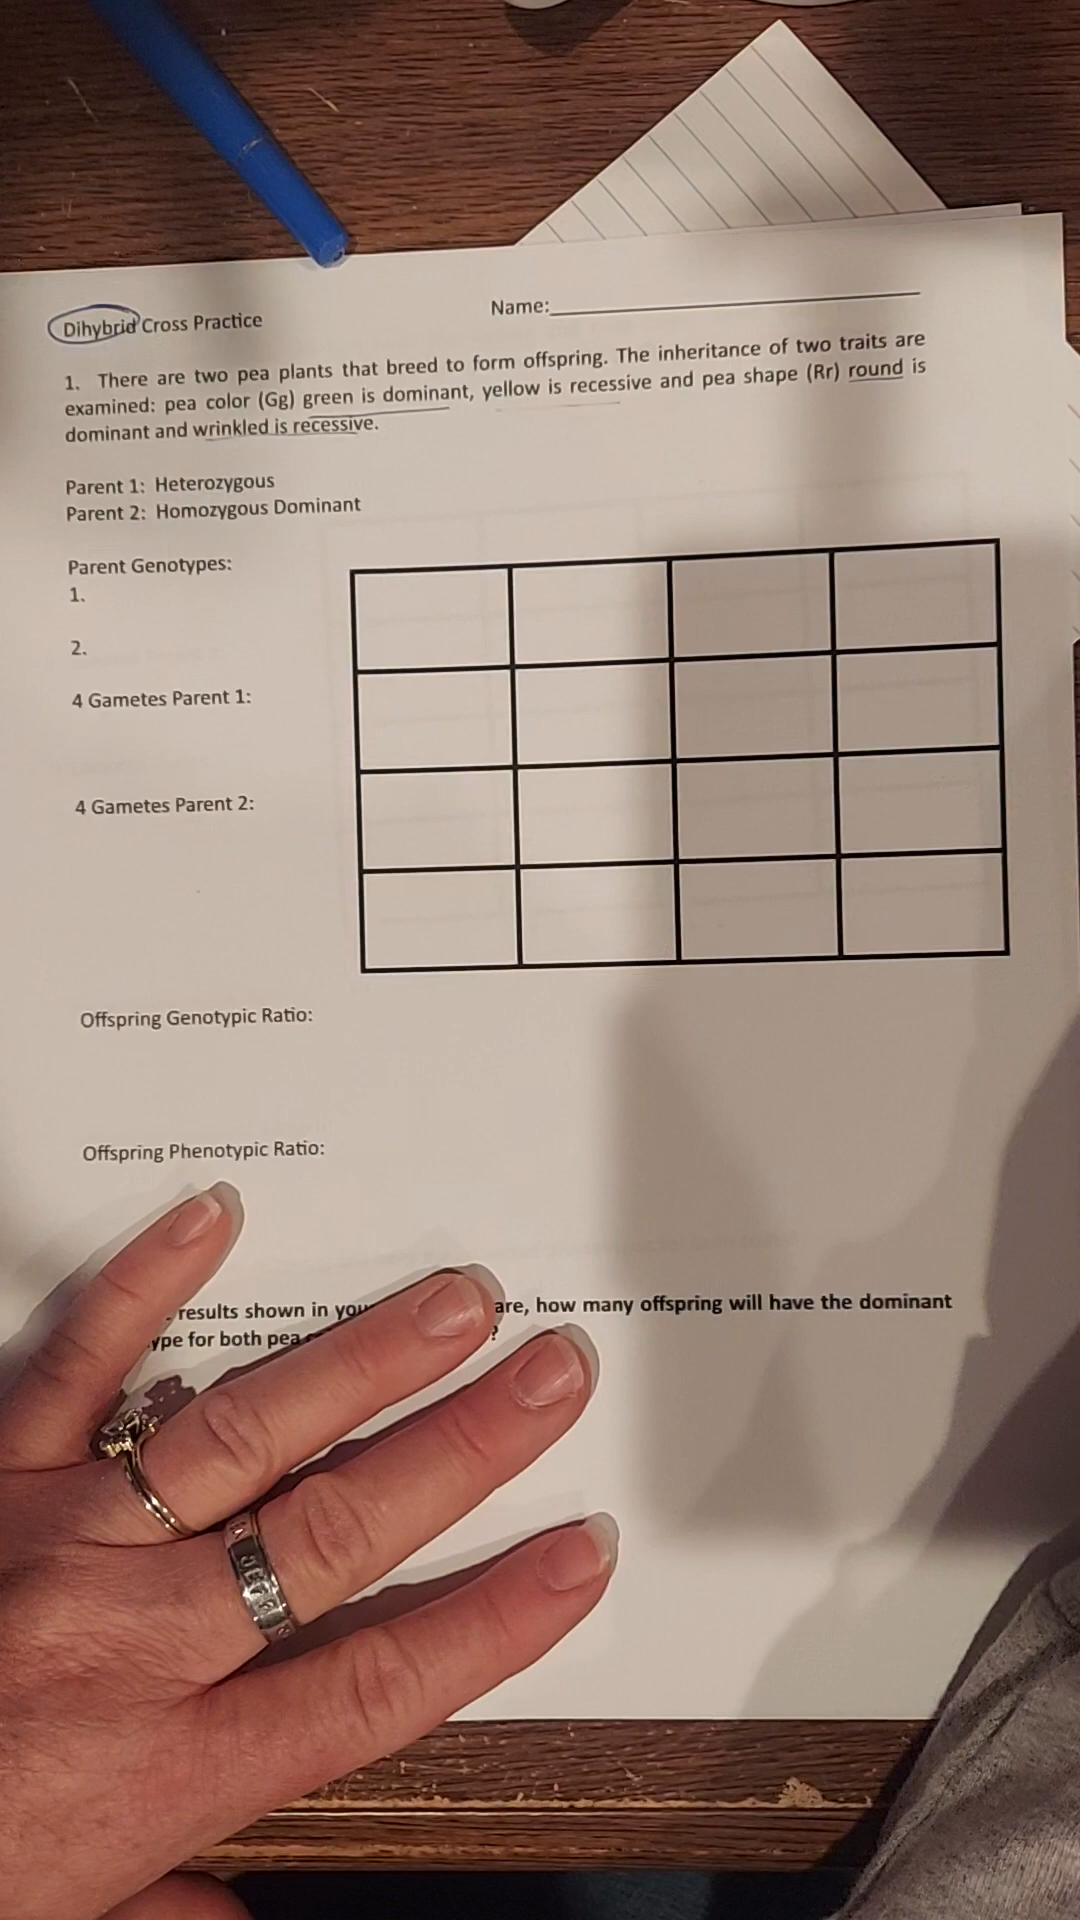 Dihybrid Cross Practice
Name:
1. There are two pea plants that breed to form offspring. The inheritance of two traits are
examined: pea color (Gg) green is dominant, yellow is recessive and pea shape (Rr) round is
dominant and wrinkled is recessive.
Parent 1: Heterozygous
Parent 2: Homozygous Dominant
Parent Genotypes:
1.
2.
4 Gametes Parent 1:
4 Gametes Parent 2:
Offspring Genotypic Ratio:
Offspring Phenotypic Ratio:
results shown in are, how many offspring will have the dominant
ype for both pea ?